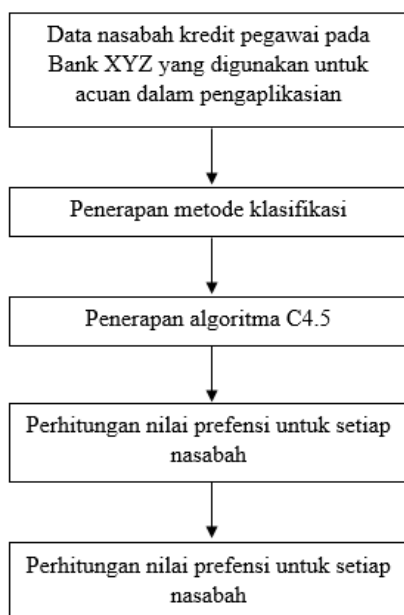 Data nasabah kredit pegawai pada
Bank XYZ yang digunakan untuk
acuan dalam pengaplikasian
Penerapan metode klasifikasi
Penerapan algoritma C4.5
Perhitungan nilai prefensi untuk setiap
nasabah
Perhitungan nilai prefensi untuk setiap
nasabah